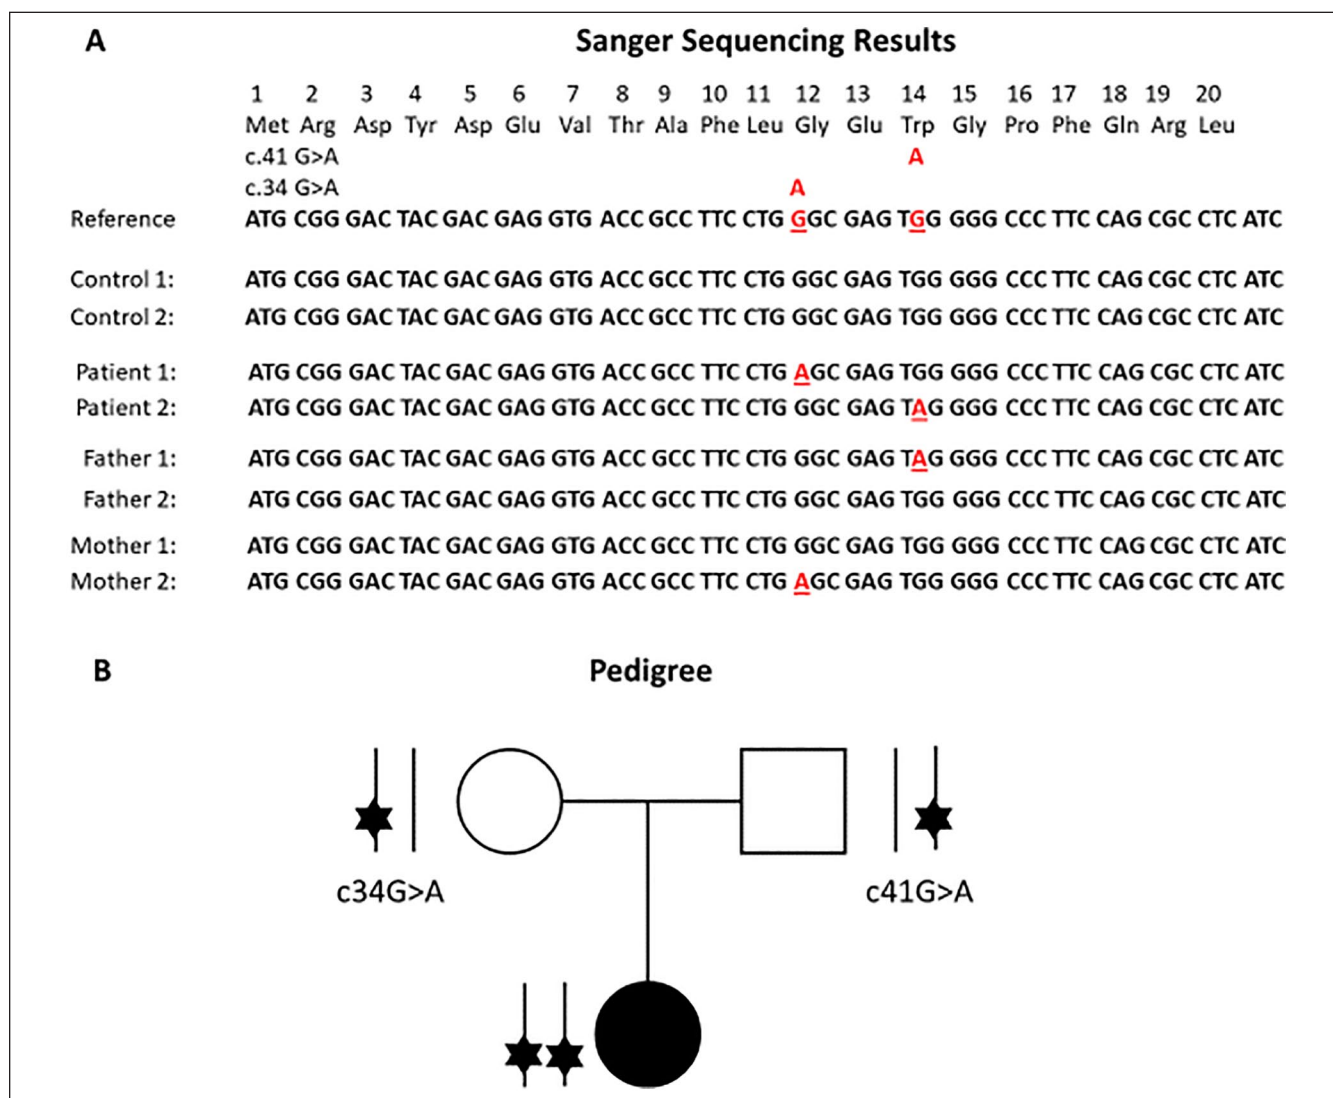 A Sanger Sequencing Results
1 2 3 4 5 6 7 8 9 10 11 12 13 14 15 16 17 18 19 20
Met Arg Asp Tyr Asp Glu Val Thr Ala Phe Leu Gly Glu Trp Gly Pro Phe Gln Arg Leu
c.41 G>A A
c.34 G>A A
Reference ATG CGG GAC TAC GAC GAG GTG ACC GCC TTC CTG GGC GAG TGG GGG CCC TTC CAG CGC CTC ATC
Control 1: ATG CGG GAC TAC GAC GAG GTG ACC GCC TTC CTG GGC GAG TGG GGG CCC TTC CAG CGC CTC ATC
Control 2: ATG CGG GAC TAC GAC GAG GTG ACC GCC TTC CTG GGC GAG TGG GGG CCC TTC CAG CGC CTC ATC
Patient 1: ATG CGG GAC TAC GAC GAG GTG ACC GCC TTC CTG AGC GAG TGG GGG CCC TTC CAG CGC CTC ATC
Patient 2: ATG CGG GAC TAC GAC GAG GTG ACC GCC TTC CTG GGC GAG TAG GGG CCC TTC CAG CGC CTC ATC
Father 1: ATG CGG GAC TAC GAC GAG GTG ACC GCC TTC CTG GGC GAG TAG GGG CCC TTC CAG CGC CTC ATC
Father 2: ATG CGG GAC TAC GAC GAG GTG ACC GCC TTC CTG GGC GAG TGG GGG CCC TTC CAG CGC CTC ATC
Mother 1: ATG CGG GAC TAC GAC GAG GTG ACC GCC TTC CTG GGC GAG TGG GGG CCC TTC CAG CGC CTC ATC
Mother 2: ATG CGG GAC TAC GAC GAG GTG ACC GCC TTC CTG AGC GAG TGG GGG CCC TTC CAG CGC CTC ATC
B Pedigree
c34G>A c41G>A